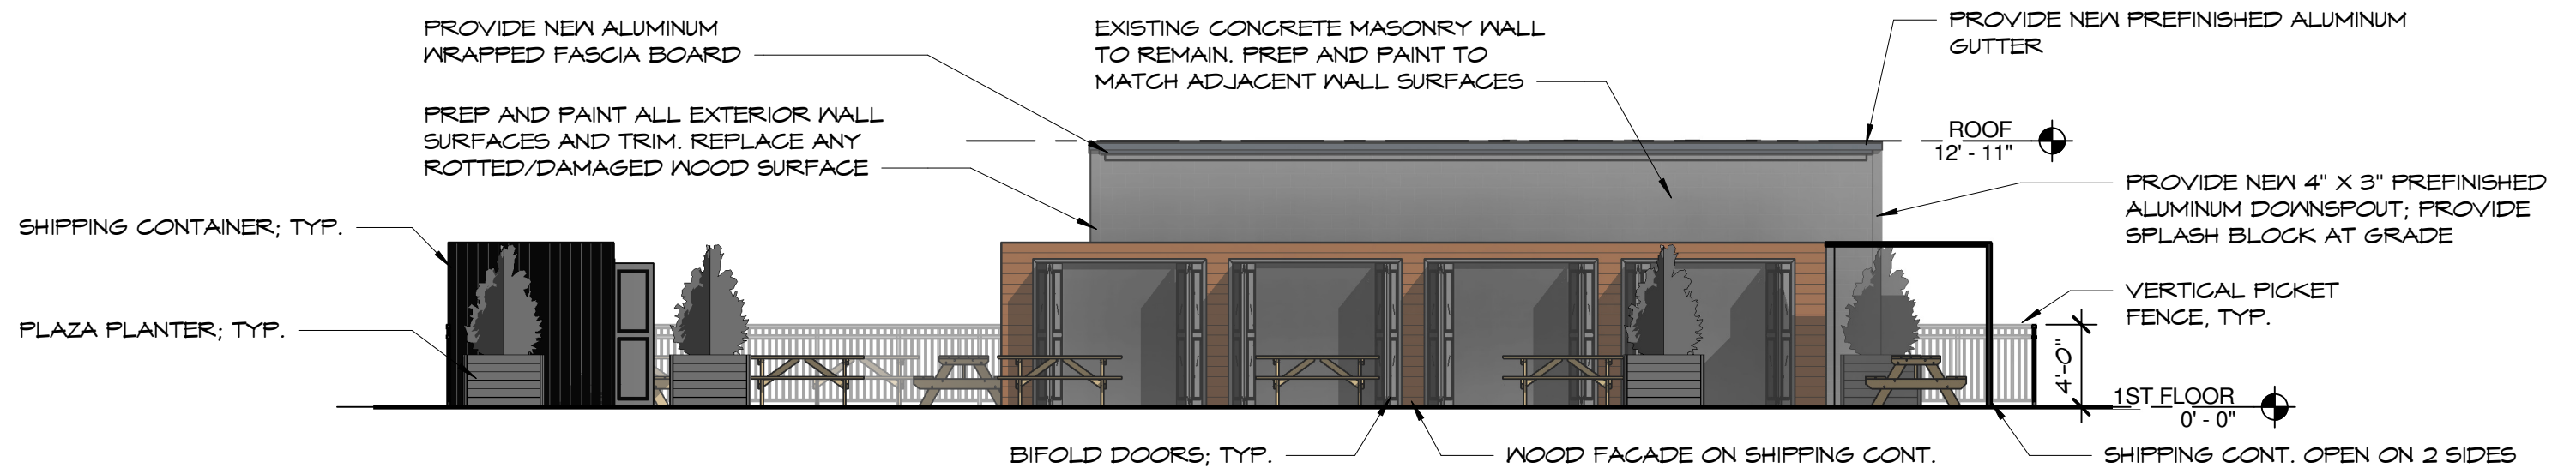 PROVIDE NEW ALUMINUM
WRAPPED FASCIA BOARD
EXISTING CONCRETE MASONRY WALL
TO REMAIN. PREP AND PAINT TO
MATCH ADJACENT WALL SURFACES
PROVIDE NEW PREFINISHED ALUMINUM
GUTTER
PREP AND PAINT ALL EXTERIOR WALL
SURFACES AND TRIM. REPLACE ANY
ROTTED/DAMAGED WOOD SURFACE
ROOF
12' - 11"
PROVIDE NEW 4" X 3" PREFINISHED
ALUMINUM DOWNSPOUT; PROVIDE
SPLASH BLOCK AT GRADE
SHIPPING CONTAINER; TYP.
VERTICAL PICKET
FENCE, TYP.
PLAZA PLANTER; TYP.
4'-0"
1ST FLOOR
0' - 0"
BIFOLD DOORS; TYP.
WOOD FACADE ON SHIPPING CONT.
SHIPPING CONT. OPEN ON 2 SIDES